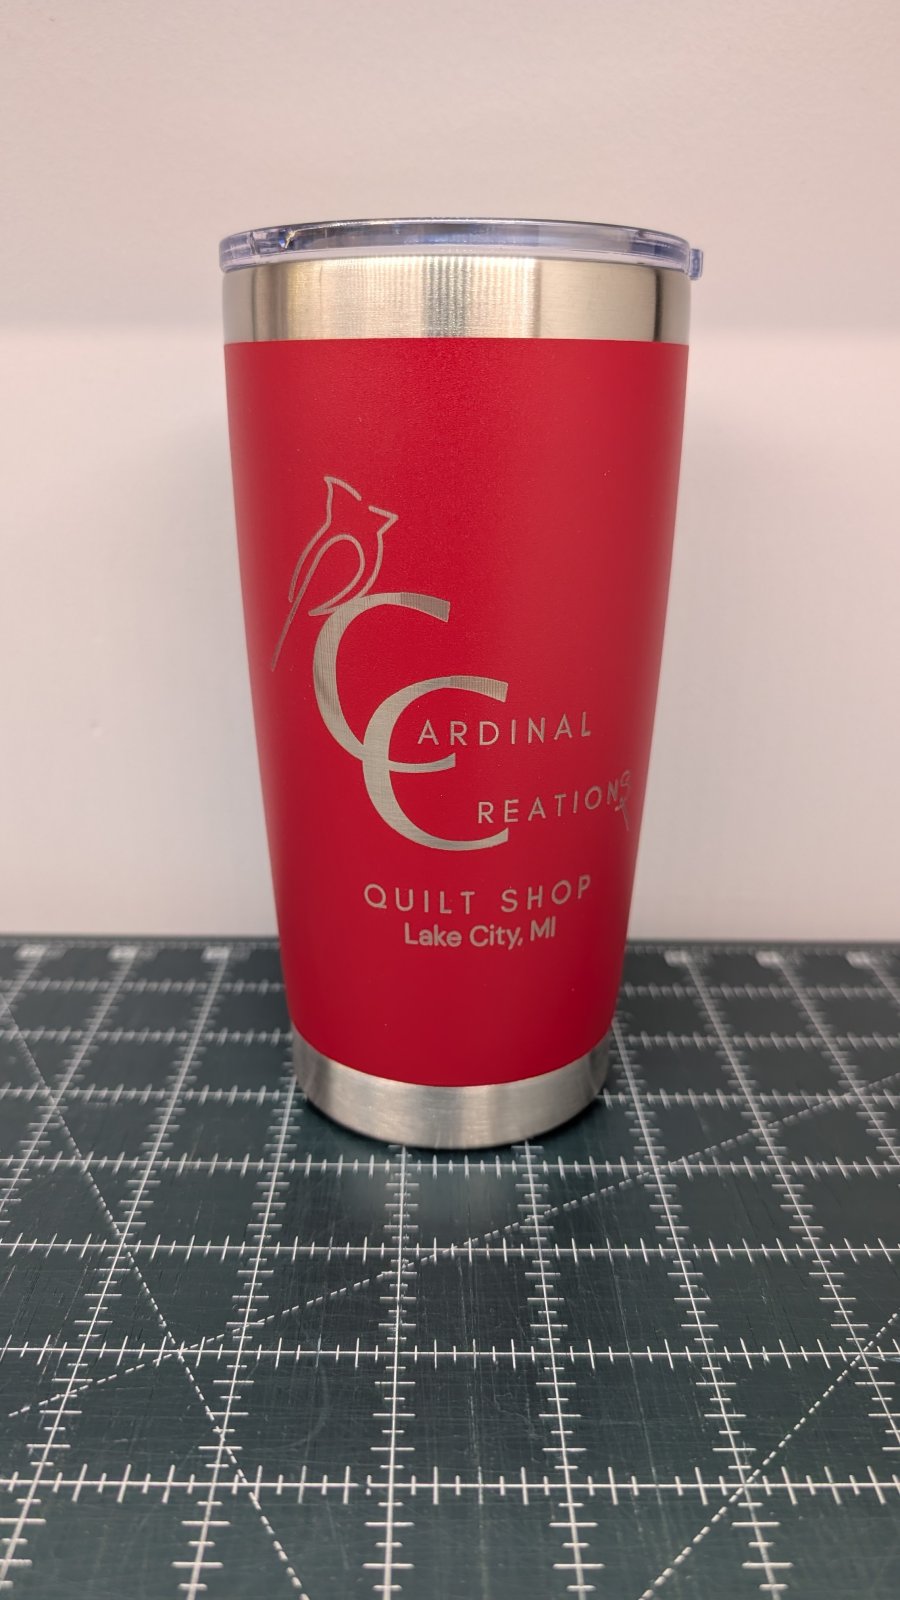 CARDINAL
CREATIONS
QUILT SHOP
Lake City, MI